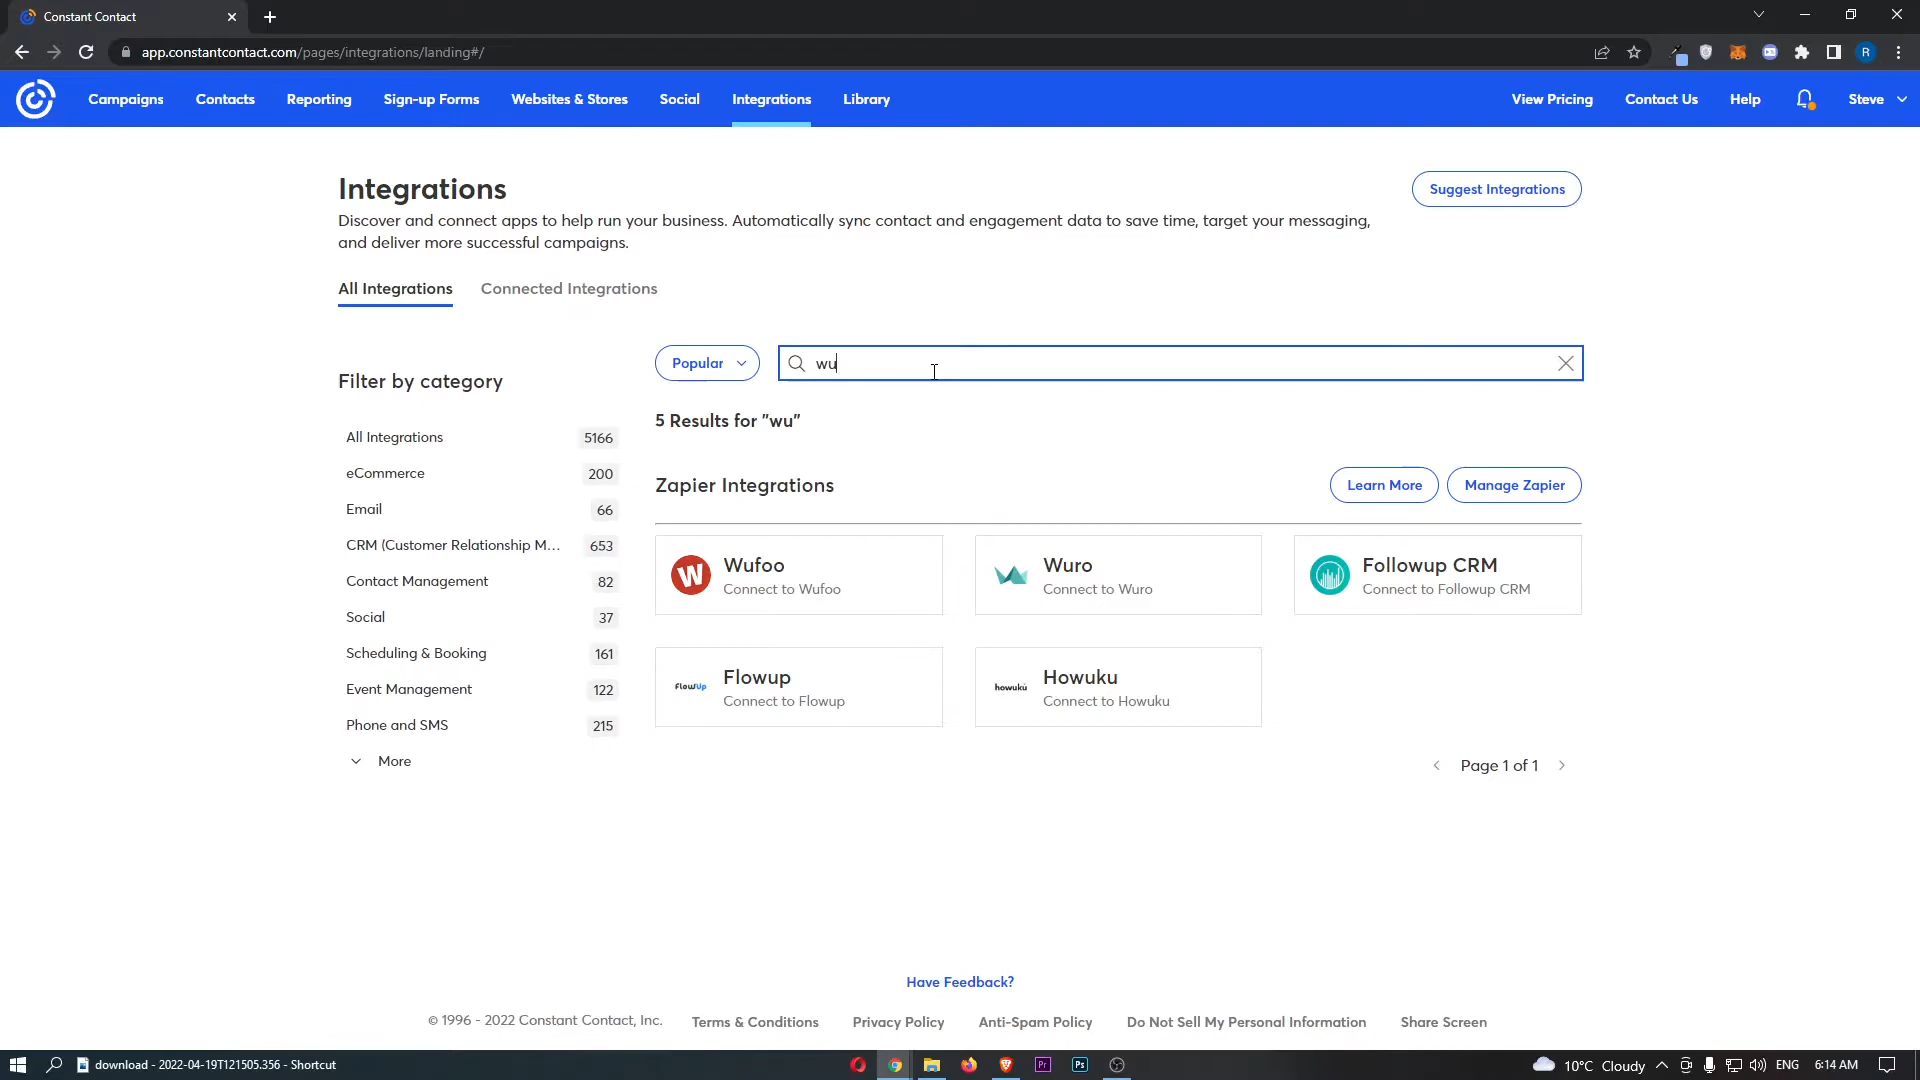 Constant Contact
app.constantcontact.com/pages/integrations/landing#/
R
Campaigns
Contacts
Reporting
Sign-up Forms
Websites & Stores
Social
Integrations
Library
View Pricing
Contact Us
Help
Steve
Integrations
Suggest Integrations
Discover and connect apps to help run your business. Automatically sync contact and engagement data to save time, target your messaging,
and deliver more successful campaigns.
All Integrations
Connected Integrations
Popular
wu
Filter by category
5 Results for "wu"
All Integrations 5166
eCommerce 200
Email 66
CRM (Customer Relationship M... 653
Contact Management 82
Social 37
Scheduling & Booking 161
Event Management 122
Phone and SMS 215
More
Zapier Integrations
Learn More
Manage Zapier
W
Wufoo
Connect to Wufoo
Wuro
Connect to Wuro
Followup CRM
Connect to Followup CRM
FlowUp
Flowup
Connect to Flowup
howuku
Howuku
Connect to Howuku
Page 1 of 1
Have Feedback?
© 1996 - 2022 Constant Contact, Inc.
Terms & Conditions
Privacy Policy
Anti-Spam Policy
Do Not Sell My Personal Information
Share Screen
download - 2022-04-19T121505.356 - Shortcut
Pr
Ps
10°C Cloudy
ENG
6:14 AM